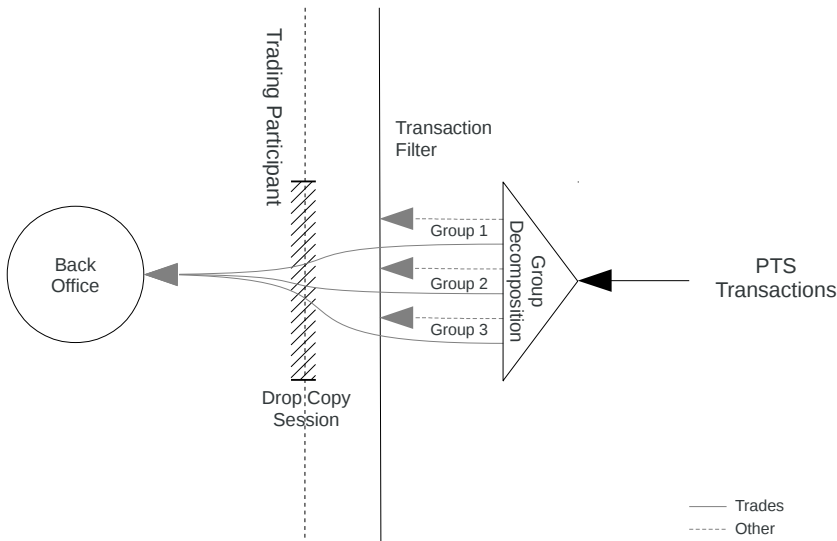 Trading Participant
Transaction
Filter
Group 1
Group 2
Group 3
Group
Decomposition
Back
Office
PTS
Transactions
Drop Copy
Session
Trades
Other